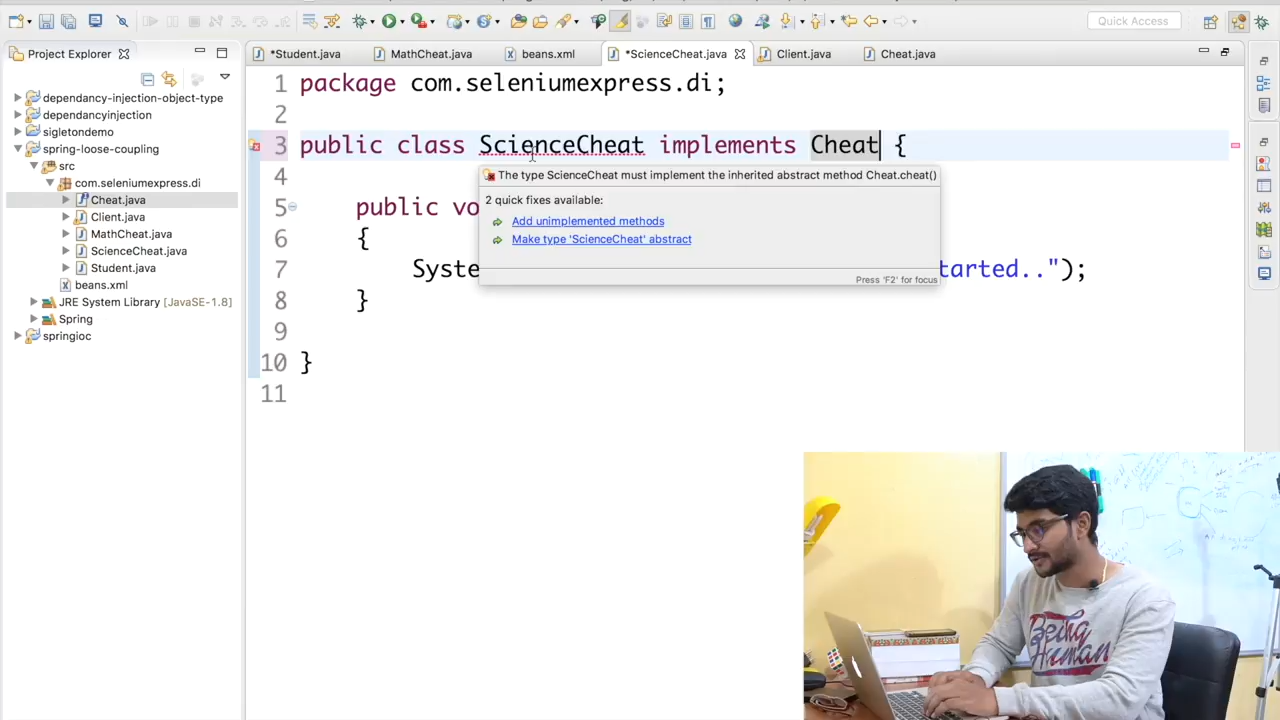 Quick Access
Project Explorer
*Student.java
MathCheat.java
beans.xml
*ScienceCheat.java
Client.java
Cheat.java
dependancy-injection-object-type
dependancyinjection
sigletondemo
spring-loose-coupling
src
com.seleniumexpress.di
Cheat.java
Client.java
MathCheat.java
ScienceCheat.java
Student.java
beans.xml
JRE System Library [JavaSE-1.8]
Spring
springioc
1 package com.seleniumexpress.di;
2
3 public class ScienceCheat implements Cheat {
4
The type ScienceCheat must implement the inherited abstract method Cheat.cheat()
2 quick fixes available:
Add unimplemented methods
Make type 'ScienceCheat' abstract
Press 'F2' for focus
5 public vo
6 {
7 Syste tarted..");
8 }
9
10 }
11
Being
Human